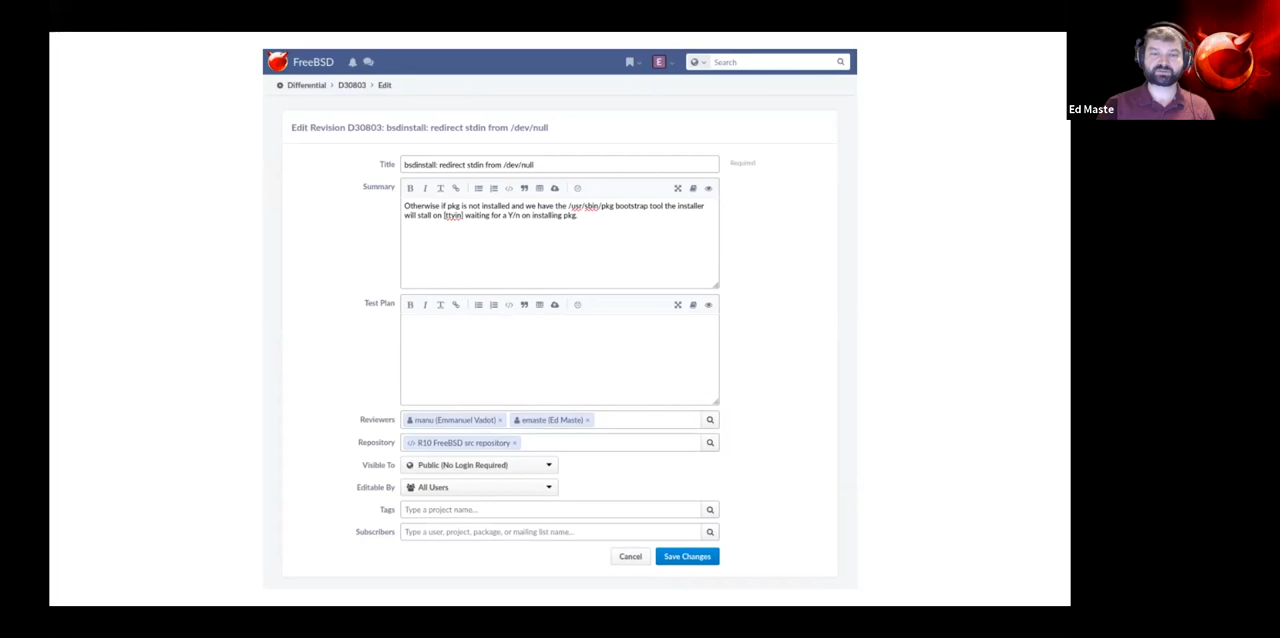 FreeBSD
E
Search
Differential > D30803 > Edit
Edit Revision D30803: bsdinstall: redirect stdin from /dev/null
Title
bsdinstall: redirect stdin from /dev/null
Required
Summary
Otherwise if pkg is not installed and we have the /usr/sbin/pkg bootstrap tool the installer
will stall on [ttyin] waiting for a Y/n on installing pkg.
Test Plan
Reviewers
manu (Emmanuel Vadot) × emaste (Ed Maste) ×
Repository
R10 FreeBSD src repository ×
Visible To
Public (No Login Required)
Editable By
All Users
Tags
Type a project name...
Subscribers
Type a user, project, package, or mailing list name...
Cancel Save Changes
Ed Maste